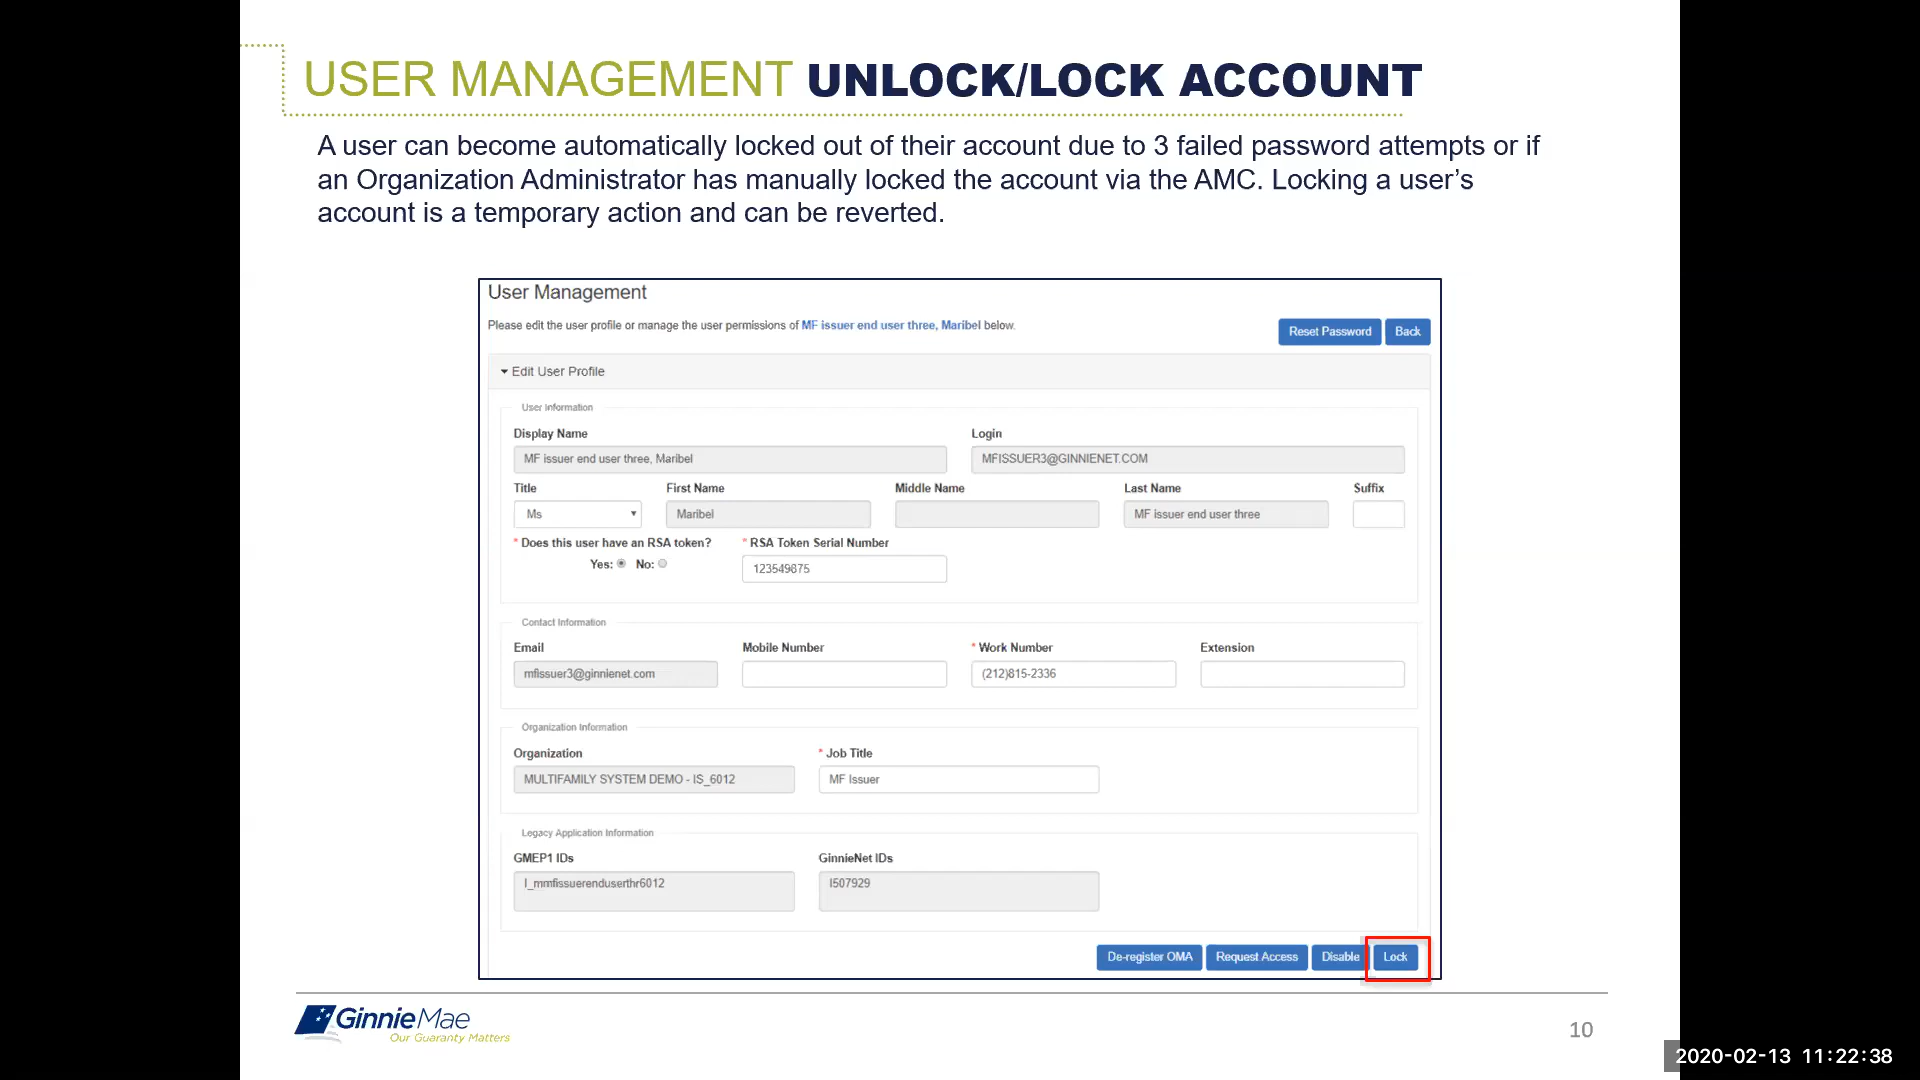 USER MANAGEMENT UNLOCK/LOCK ACCOUNT
A user can become automatically locked out of their account due to 3 failed password attempts or if
an Organization Administrator has manually locked the account via the AMC. Locking a user’s
account is a temporary action and can be reverted.
User Management
Please edit the user profile or manage the user permissions of MF issuer end user three, Maribel below.
Reset Password Back
Edit User Profile
User Information
Display Name Login
MF issuer end user three, Maribel MFISSUER3@GINNIENET.COM
Title First Name Middle Name Last Name Suffix
Ms Maribel MF issuer end user three
* Does this user have an RSA token? * RSA Token Serial Number
Yes: No:
123549875
Contact Information
Email Mobile Number * Work Number Extension
mfissuer3@ginnienet.com (212)815-2336
Organization Information
Organization * Job Title
MULTIFAMILY SYSTEM DEMO - IS_6012 MF Issuer
Legacy Application Information
GMEP1 IDs GinnieNet IDs
I_mmfissuerenduserthr6012 I507929
De-register OMA Request Access Disable Lock
GinnieMae
Our Guaranty Matters
10
2020-02-13 11:22:38